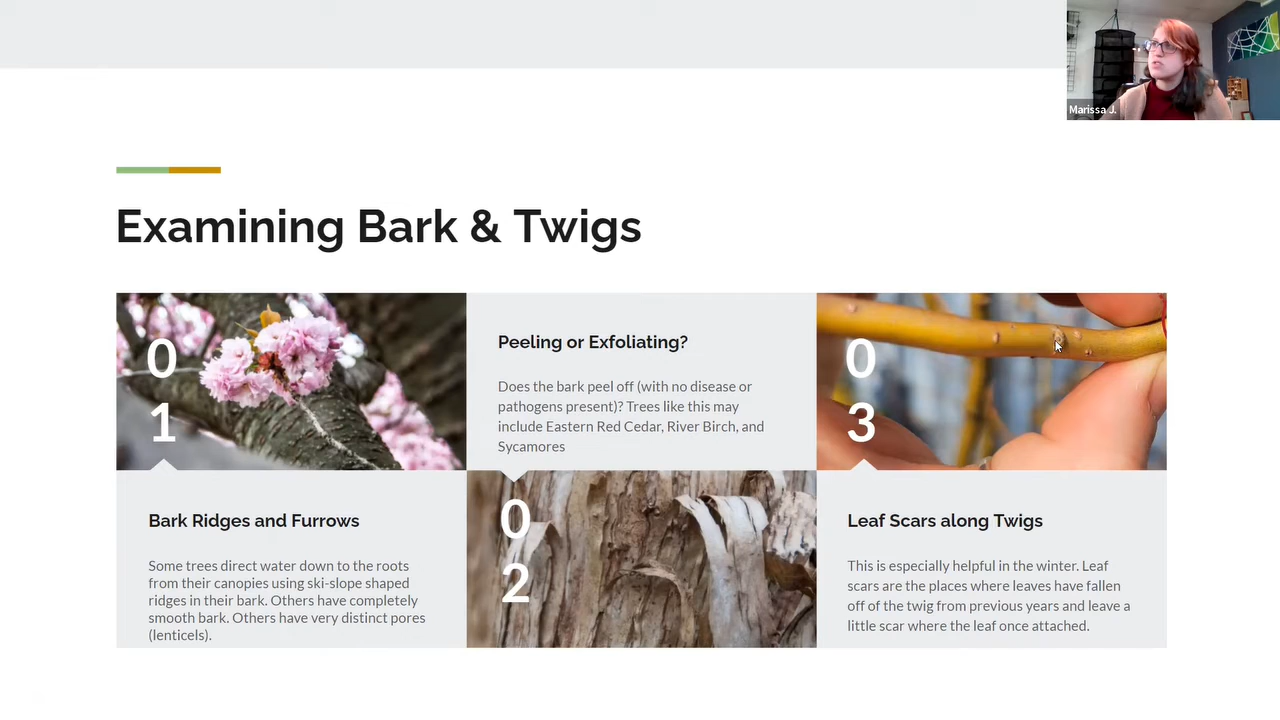 Marissa J.
Examining Bark & Twigs
0
1
Bark Ridges and Furrows
Some trees direct water down to the roots
from their canopies using ski-slope shaped
ridges in their bark. Others have completely
smooth bark. Others have very distinct pores
(lenticels).
Peeling or Exfoliating?
Does the bark peel off (with no disease or
pathogens present)? Trees like this may
include Eastern Red Cedar, River Birch, and
Sycamores
0
2
0
3
Leaf Scars along Twigs
This is especially helpful in the winter. Leaf
scars are the places where leaves have fallen
off of the twig from previous years and leave a
little scar where the leaf once attached.